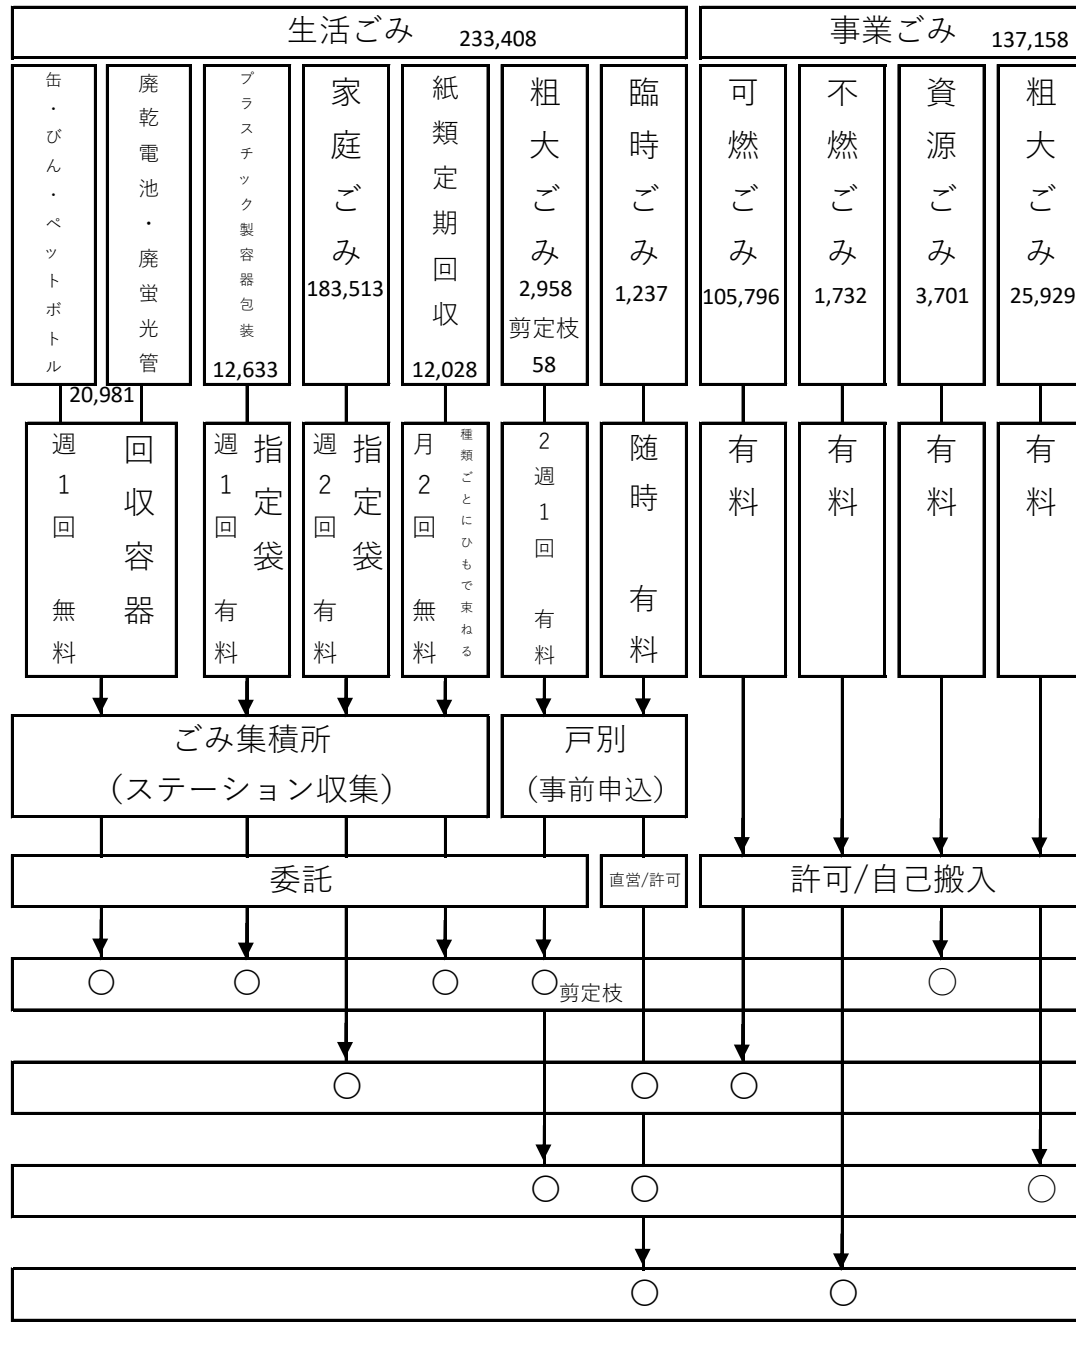 生活ごみ 233,408
事業ごみ 137,158
缶・びん・ペットボトル
廃乾電池・廃蛍光管
20,981
プラスチック製容器包装
12,633
家庭ごみ
183,513
紙類定期回収
12,028
粗大ごみ
2,958
剪定枝
58
臨時ごみ
1,237
可燃ごみ
105,796
不燃ごみ
1,732
資源ごみ
3,701
粗大ごみ
25,929
回収容器
週1回 無料
指定袋
週1回 有料
指定袋
週2回 有料
種類ごとにひもで束ねる
月2回 無料
2週1回 有料
随時 有料
有料
有料
有料
有料
ごみ集積所
(ステーション収集)
戸別
(事前申込)
委託
直営/許可
許可/自己搬入
○ ○ ○ ○剪定枝 ○
○ ○ ○
○ ○ ○
○ ○